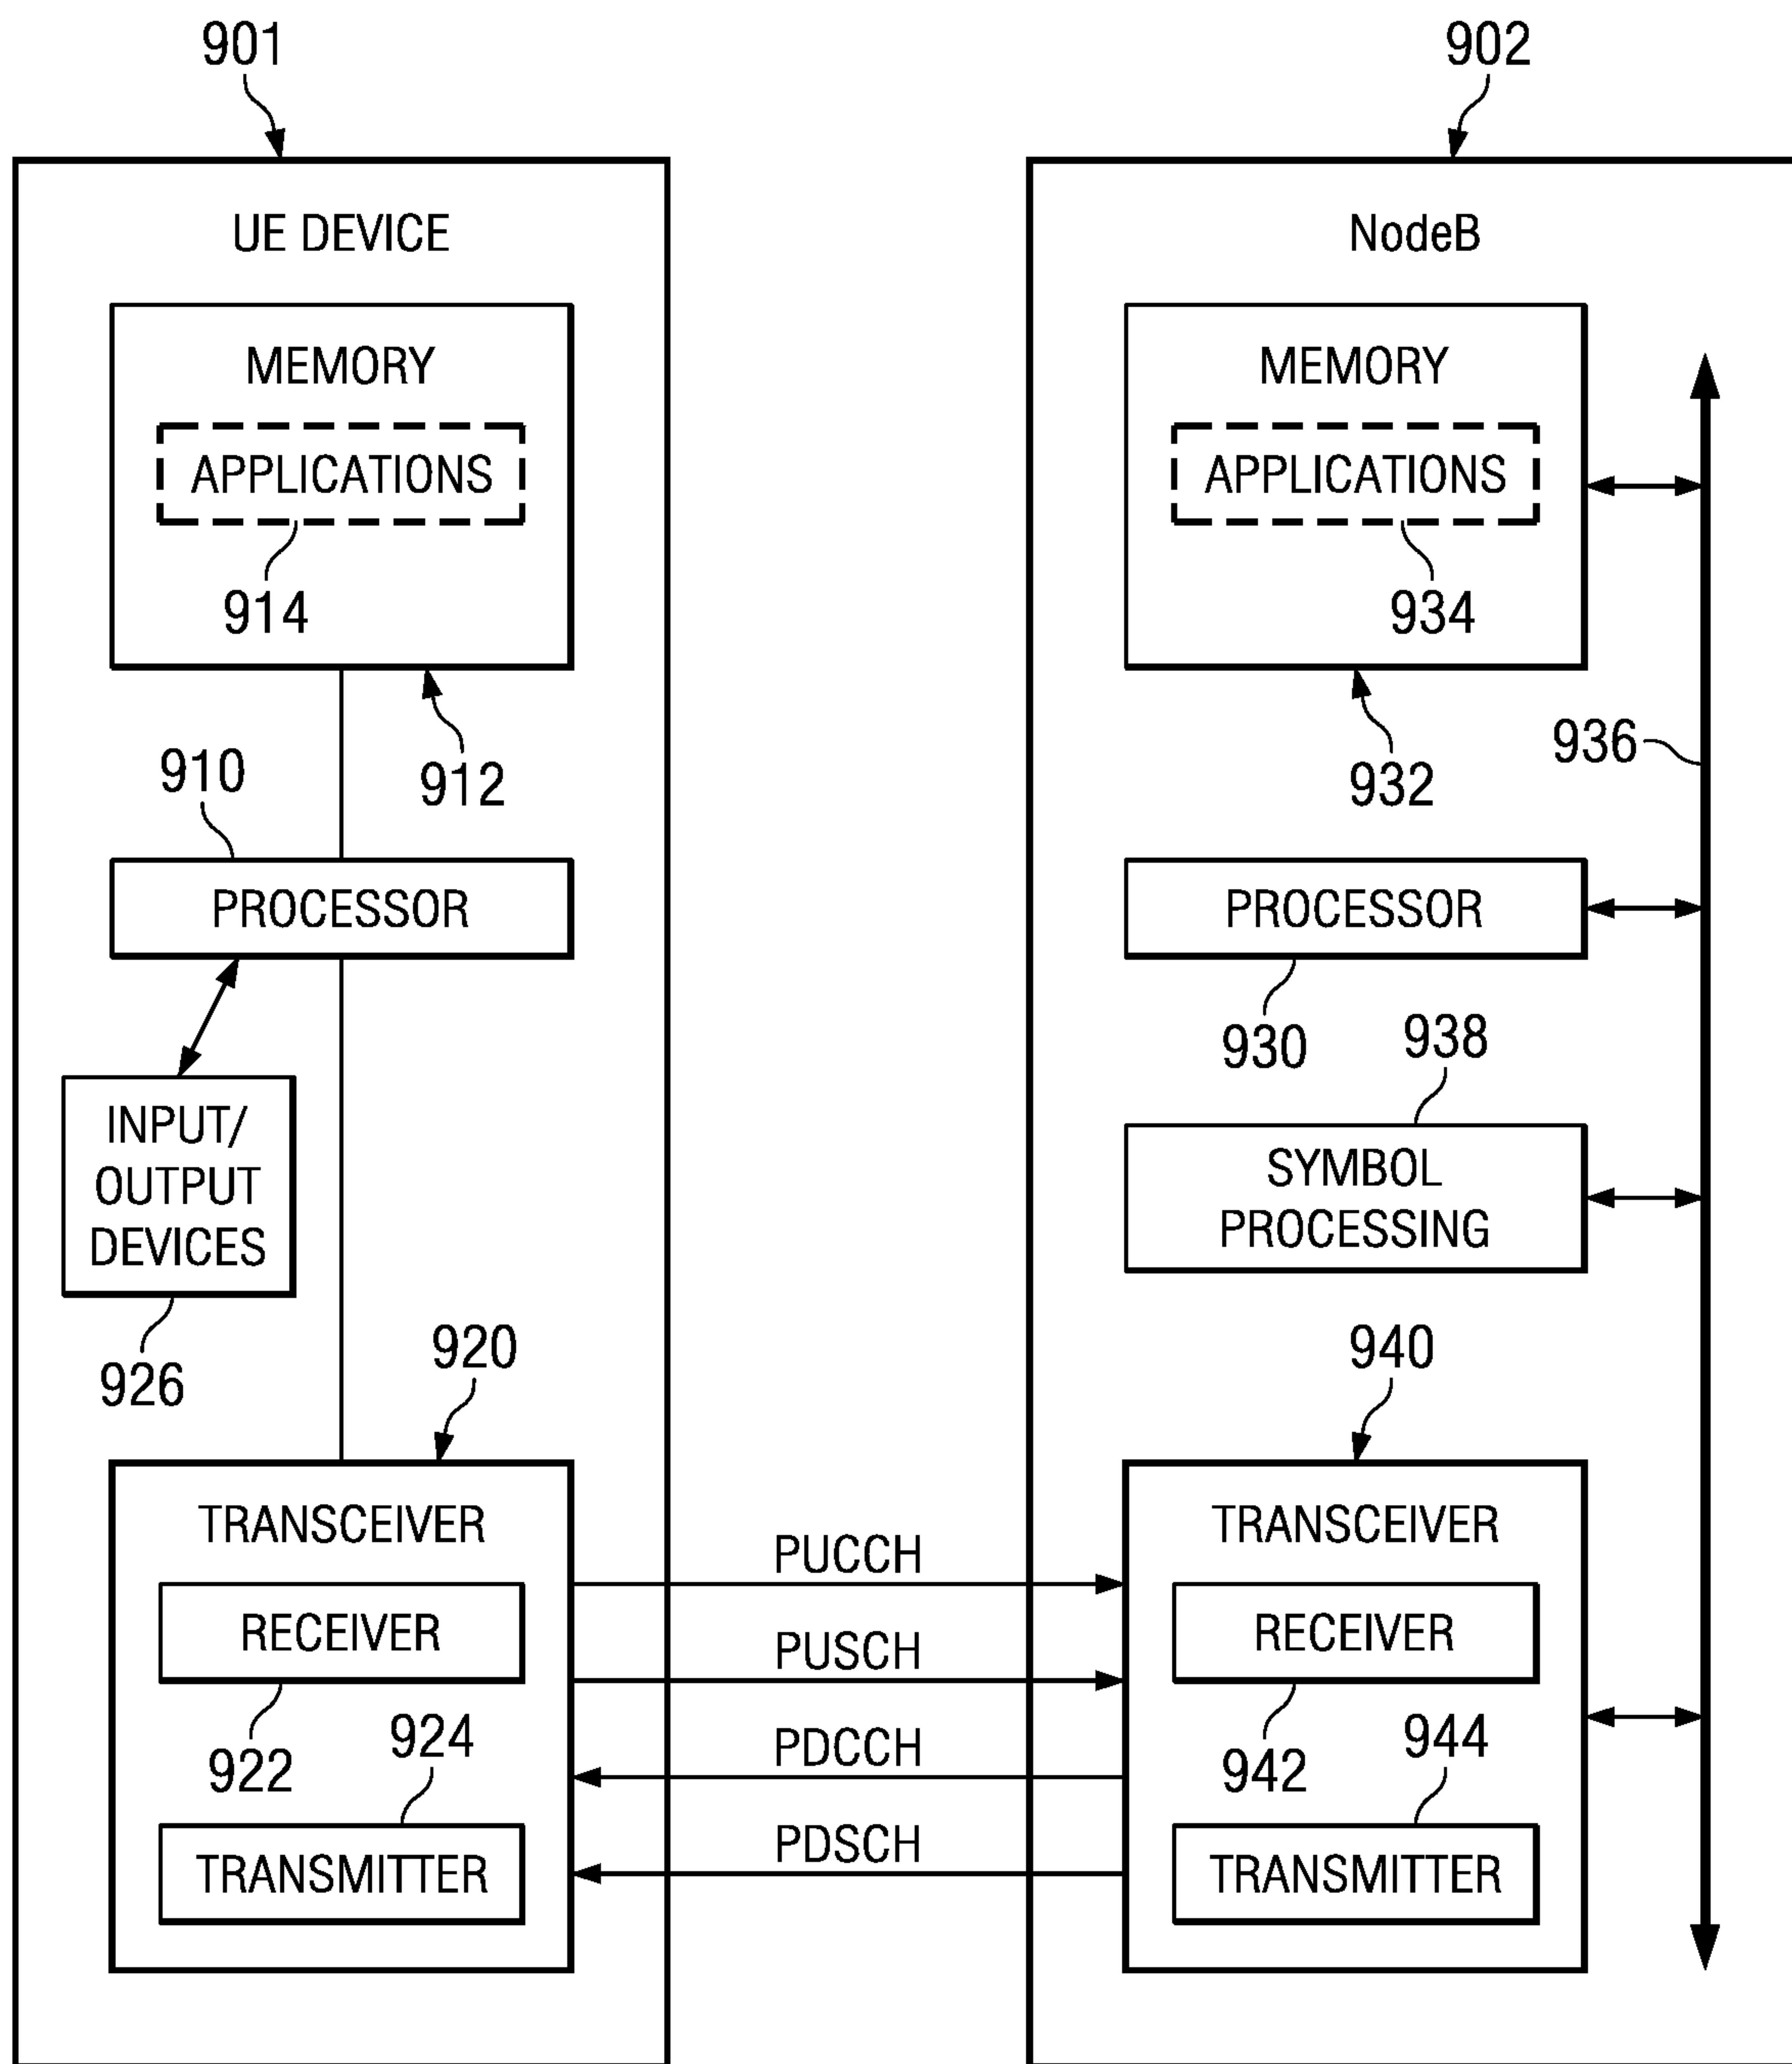 901
902
UE DEVICE
NodeB
MEMORY
APPLICATIONS
914
912
910
PROCESSOR
INPUT/
OUTPUT
DEVICES
926
920
TRANSCEIVER
RECEIVER
922
924
TRANSMITTER
PUCCH
PUSCH
PDCCH
PDSCH
MEMORY
APPLICATIONS
934
932
936
PROCESSOR
930
938
SYMBOL
PROCESSING
940
TRANSCEIVER
RECEIVER
942
944
TRANSMITTER